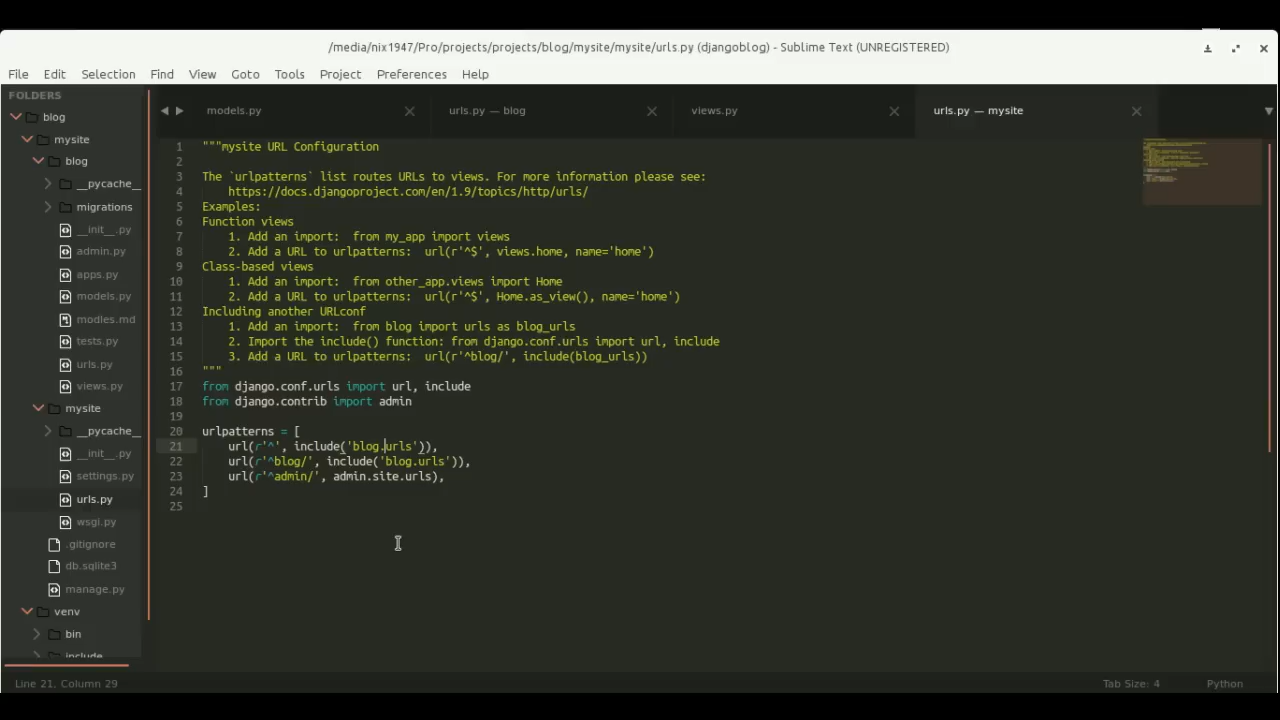 /media/nix1947/Pro/projects/projects/blog/mysite/mysite/urls.py (djangoblog) - Sublime Text (UNREGISTERED)
File Edit Selection Find View Goto Tools Project Preferences Help
FOLDERS
blog
mysite
blog
__pycache__
migrations
__init__.py
admin.py
apps.py
models.py
modles.md
tests.py
urls.py
views.py
mysite
__pycache__
__init__.py
settings.py
urls.py
wsgi.py
.gitignore
db.sqlite3
manage.py
venv
bin
include
models.py
urls.py — blog
views.py
urls.py — mysite
1 """mysite URL Configuration
2
3 The `urlpatterns` list routes URLs to views. For more information please see:
4     https://docs.djangoproject.com/en/1.9/topics/http/urls/
5 Examples:
6 Function views
7     1. Add an import:  from my_app import views
8     2. Add a URL to urlpatterns:  url(r'^$', views.home, name='home')
9 Class-based views
10     1. Add an import:  from other_app.views import Home
11     2. Add a URL to urlpatterns:  url(r'^$', Home.as_view(), name='home')
12 Including another URLconf
13     1. Add an import:  from blog import urls as blog_urls
14     2. Import the include() function: from django.conf.urls import url, include
15     3. Add a URL to urlpatterns:  url(r'^blog/', include(blog_urls))
16 """
17 from django.conf.urls import url, include
18 from django.contrib import admin
19
20 urlpatterns = [
21     url(r'^', include('blog.urls')),
22     url(r'^blog/', include('blog.urls')),
23     url(r'^admin/', admin.site.urls),
24 ]
25
Line 21, Column 29
Tab Size: 4
Python